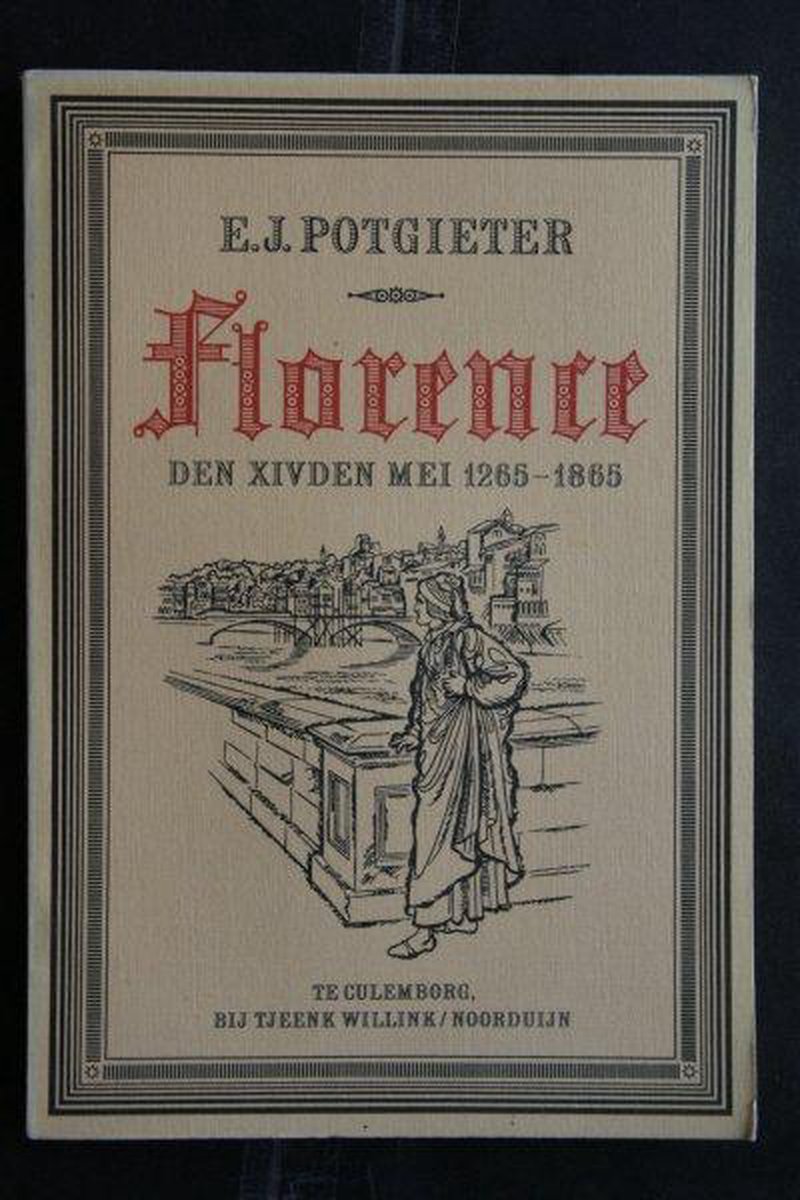 E.J. POTGIETER
Florence
DEN XIVDEN MEI 1265–1865
TE CULEMBORG,
BIJ TJEENK WILLINK/NOORDUIJN